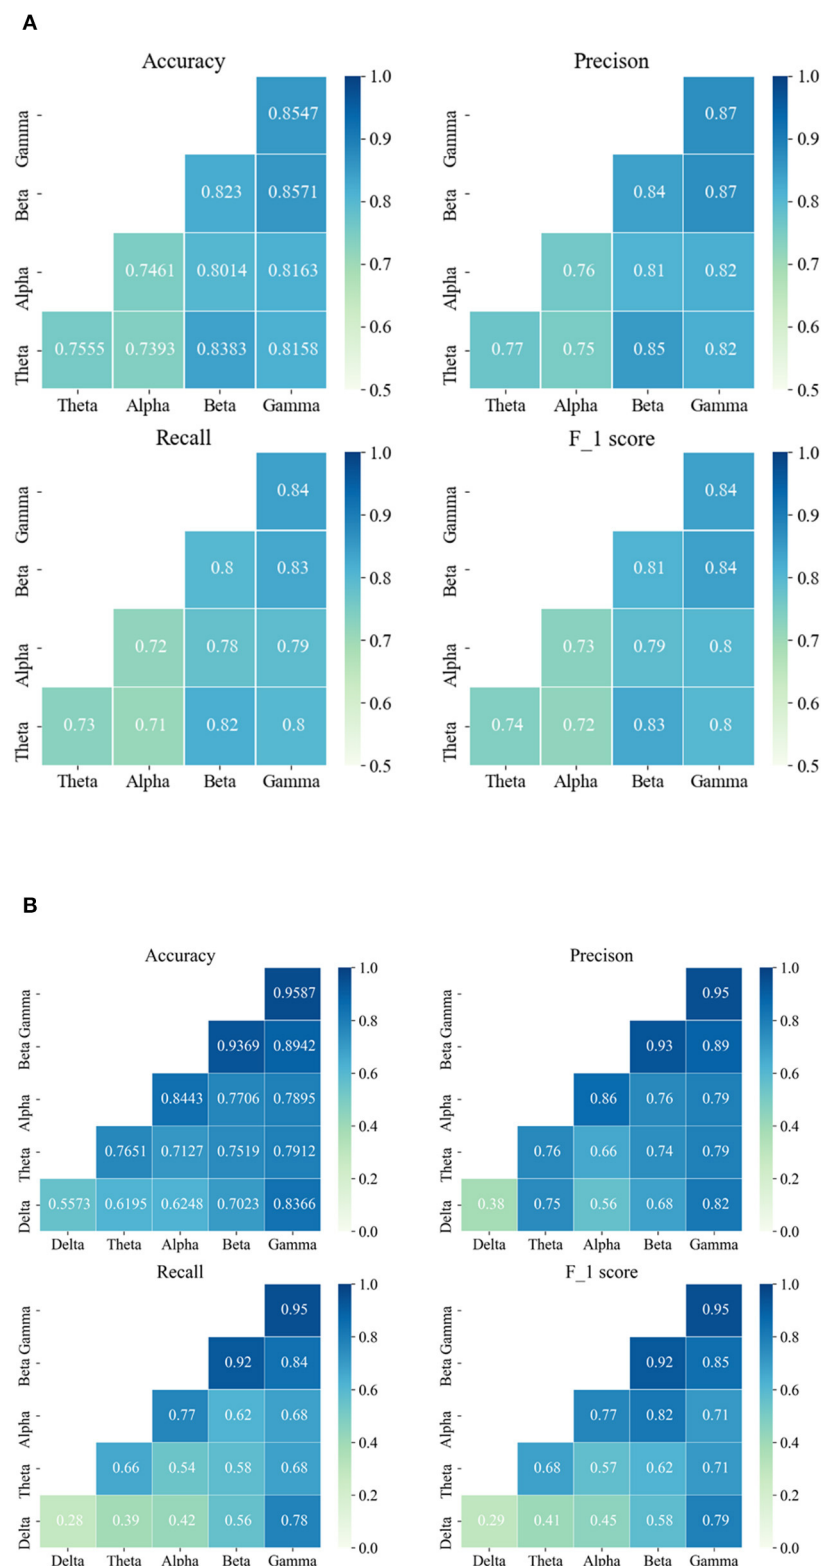 A
Accuracy
Precison
Gamma 0.8547 0.87
Beta 0.823 0.8571 0.84 0.87
Alpha 0.7461 0.8014 0.8163 0.76 0.81 0.82
Theta 0.7555 0.7393 0.8383 0.8158 0.77 0.75 0.85 0.82
Theta Alpha Beta Gamma
1.0
0.9
0.8
0.7
0.6
0.5
Gamma
Beta
Alpha
Theta
Theta Alpha Beta Gamma
1.0
0.9
0.8
0.7
0.6
0.5
Recall
F_1 score
Gamma 0.84 0.84
Beta 0.8 0.83 0.81 0.84
Alpha 0.72 0.78 0.79 0.73 0.79 0.8
Theta 0.73 0.71 0.82 0.8 0.74 0.72 0.83 0.8
Theta Alpha Beta Gamma
1.0
0.9
0.8
0.7
0.6
0.5
Gamma
Beta
Alpha
Theta
Theta Alpha Beta Gamma
1.0
0.9
0.8
0.7
0.6
0.5
B
Accuracy
Precison
Gamma 0.9587 0.95
Beta 0.9369 0.8942 0.93 0.89
Alpha 0.8443 0.7706 0.7895 0.86 0.76 0.79
Theta 0.7651 0.7127 0.7519 0.7912 0.76 0.66 0.74 0.79
Delta 0.5573 0.6195 0.6248 0.7023 0.8366 0.38 0.75 0.56 0.68 0.82
Delta Theta Alpha Beta Gamma
1.0
0.8
0.6
0.4
0.2
0.0
Gamma
Beta
Alpha
Theta
Delta
Delta Theta Alpha Beta Gamma
1.0
0.8
0.6
0.4
0.2
0.0
Recall
F_1 score
Gamma 0.95 0.95
Beta 0.92 0.84 0.92 0.85
Alpha 0.77 0.62 0.68 0.77 0.82 0.71
Theta 0.66 0.54 0.58 0.68 0.68 0.57 0.62 0.71
Delta 0.28 0.39 0.42 0.56 0.78 0.29 0.41 0.45 0.58 0.79
Delta Theta Alpha Beta Gamma
1.0
0.8
0.6
0.4
0.2
0.0
Gamma
Beta
Alpha
Theta
Delta
Delta Theta Alpha Beta Gamma
1.0
0.8
0.6
0.4
0.2
0.0